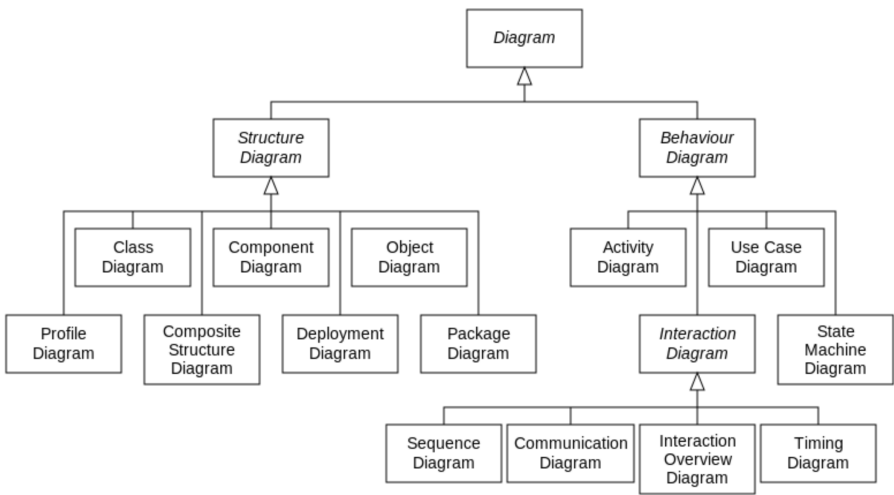 Diagram
Structure
Diagram
Behaviour
Diagram
Class
Diagram
Component
Diagram
Object
Diagram
Activity
Diagram
Use Case
Diagram
Profile
Diagram
Composite
Structure
Diagram
Deployment
Diagram
Package
Diagram
Interaction
Diagram
State
Machine
Diagram
Sequence
Diagram
Communication
Diagram
Interaction
Overview
Diagram
Timing
Diagram